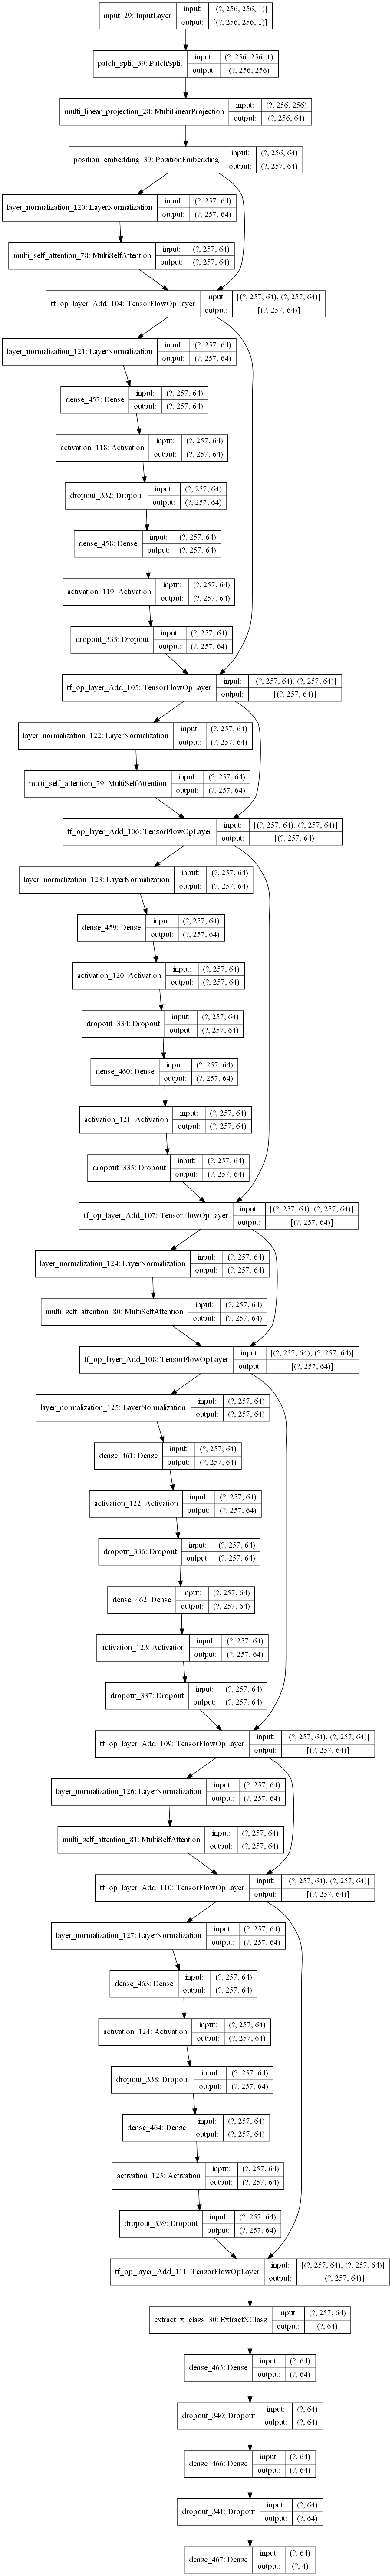 input_29: InputLayer input: [(?, 256, 256, 1)]
output: [(?, 256, 256, 1)]
patch_split_39: PatchSplit input: (?, 256, 256, 1)
output: (?, 256, 256)
multi_linear_projection_28: MultiLinearProjection input: (?, 256, 256)
output: (?, 256, 64)
position_embedding_39: PositionEmbedding input: (?, 256, 64)
output: (?, 257, 64)
layer_normalization_120: LayerNormalization input: (?, 257, 64)
output: (?, 257, 64)
multi_self_attention_78: MultiSelfAttention input: (?, 257, 64)
output: (?, 257, 64)
tf_op_layer_Add_104: TensorFlowOpLayer input: [(?, 257, 64), (?, 257, 64)]
output: [(?, 257, 64)]
layer_normalization_121: LayerNormalization input: (?, 257, 64)
output: (?, 257, 64)
dense_457: Dense input: (?, 257, 64)
output: (?, 257, 64)
activation_118: Activation input: (?, 257, 64)
output: (?, 257, 64)
dropout_332: Dropout input: (?, 257, 64)
output: (?, 257, 64)
dense_458: Dense input: (?, 257, 64)
output: (?, 257, 64)
activation_119: Activation input: (?, 257, 64)
output: (?, 257, 64)
dropout_333: Dropout input: (?, 257, 64)
output: (?, 257, 64)
tf_op_layer_Add_105: TensorFlowOpLayer input: [(?, 257, 64), (?, 257, 64)]
output: [(?, 257, 64)]
layer_normalization_122: LayerNormalization input: (?, 257, 64)
output: (?, 257, 64)
multi_self_attention_79: MultiSelfAttention input: (?, 257, 64)
output: (?, 257, 64)
tf_op_layer_Add_106: TensorFlowOpLayer input: [(?, 257, 64), (?, 257, 64)]
output: [(?, 257, 64)]
layer_normalization_123: LayerNormalization input: (?, 257, 64)
output: (?, 257, 64)
dense_459: Dense input: (?, 257, 64)
output: (?, 257, 64)
activation_120: Activation input: (?, 257, 64)
output: (?, 257, 64)
dropout_334: Dropout input: (?, 257, 64)
output: (?, 257, 64)
dense_460: Dense input: (?, 257, 64)
output: (?, 257, 64)
activation_121: Activation input: (?, 257, 64)
output: (?, 257, 64)
dropout_335: Dropout input: (?, 257, 64)
output: (?, 257, 64)
tf_op_layer_Add_107: TensorFlowOpLayer input: [(?, 257, 64), (?, 257, 64)]
output: [(?, 257, 64)]
layer_normalization_124: LayerNormalization input: (?, 257, 64)
output: (?, 257, 64)
multi_self_attention_80: MultiSelfAttention input: (?, 257, 64)
output: (?, 257, 64)
tf_op_layer_Add_108: TensorFlowOpLayer input: [(?, 257, 64), (?, 257, 64)]
output: [(?, 257, 64)]
layer_normalization_125: LayerNormalization input: (?, 257, 64)
output: (?, 257, 64)
dense_461: Dense input: (?, 257, 64)
output: (?, 257, 64)
activation_122: Activation input: (?, 257, 64)
output: (?, 257, 64)
dropout_336: Dropout input: (?, 257, 64)
output: (?, 257, 64)
dense_462: Dense input: (?, 257, 64)
output: (?, 257, 64)
activation_123: Activation input: (?, 257, 64)
output: (?, 257, 64)
dropout_337: Dropout input: (?, 257, 64)
output: (?, 257, 64)
tf_op_layer_Add_109: TensorFlowOpLayer input: [(?, 257, 64), (?, 257, 64)]
output: [(?, 257, 64)]
layer_normalization_126: LayerNormalization input: (?, 257, 64)
output: (?, 257, 64)
multi_self_attention_81: MultiSelfAttention input: (?, 257, 64)
output: (?, 257, 64)
tf_op_layer_Add_110: TensorFlowOpLayer input: [(?, 257, 64), (?, 257, 64)]
output: [(?, 257, 64)]
layer_normalization_127: LayerNormalization input: (?, 257, 64)
output: (?, 257, 64)
dense_463: Dense input: (?, 257, 64)
output: (?, 257, 64)
activation_124: Activation input: (?, 257, 64)
output: (?, 257, 64)
dropout_338: Dropout input: (?, 257, 64)
output: (?, 257, 64)
dense_464: Dense input: (?, 257, 64)
output: (?, 257, 64)
activation_125: Activation input: (?, 257, 64)
output: (?, 257, 64)
dropout_339: Dropout input: (?, 257, 64)
output: (?, 257, 64)
tf_op_layer_Add_111: TensorFlowOpLayer input: [(?, 257, 64), (?, 257, 64)]
output: [(?, 257, 64)]
extract_x_class_30: ExtractXClass input: (?, 257, 64)
output: (?, 64)
dense_465: Dense input: (?, 64)
output: (?, 64)
dropout_340: Dropout input: (?, 64)
output: (?, 64)
dense_466: Dense input: (?, 64)
output: (?, 64)
dropout_341: Dropout input: (?, 64)
output: (?, 64)
dense_467: Dense input: (?, 64)
output: (?, 4)